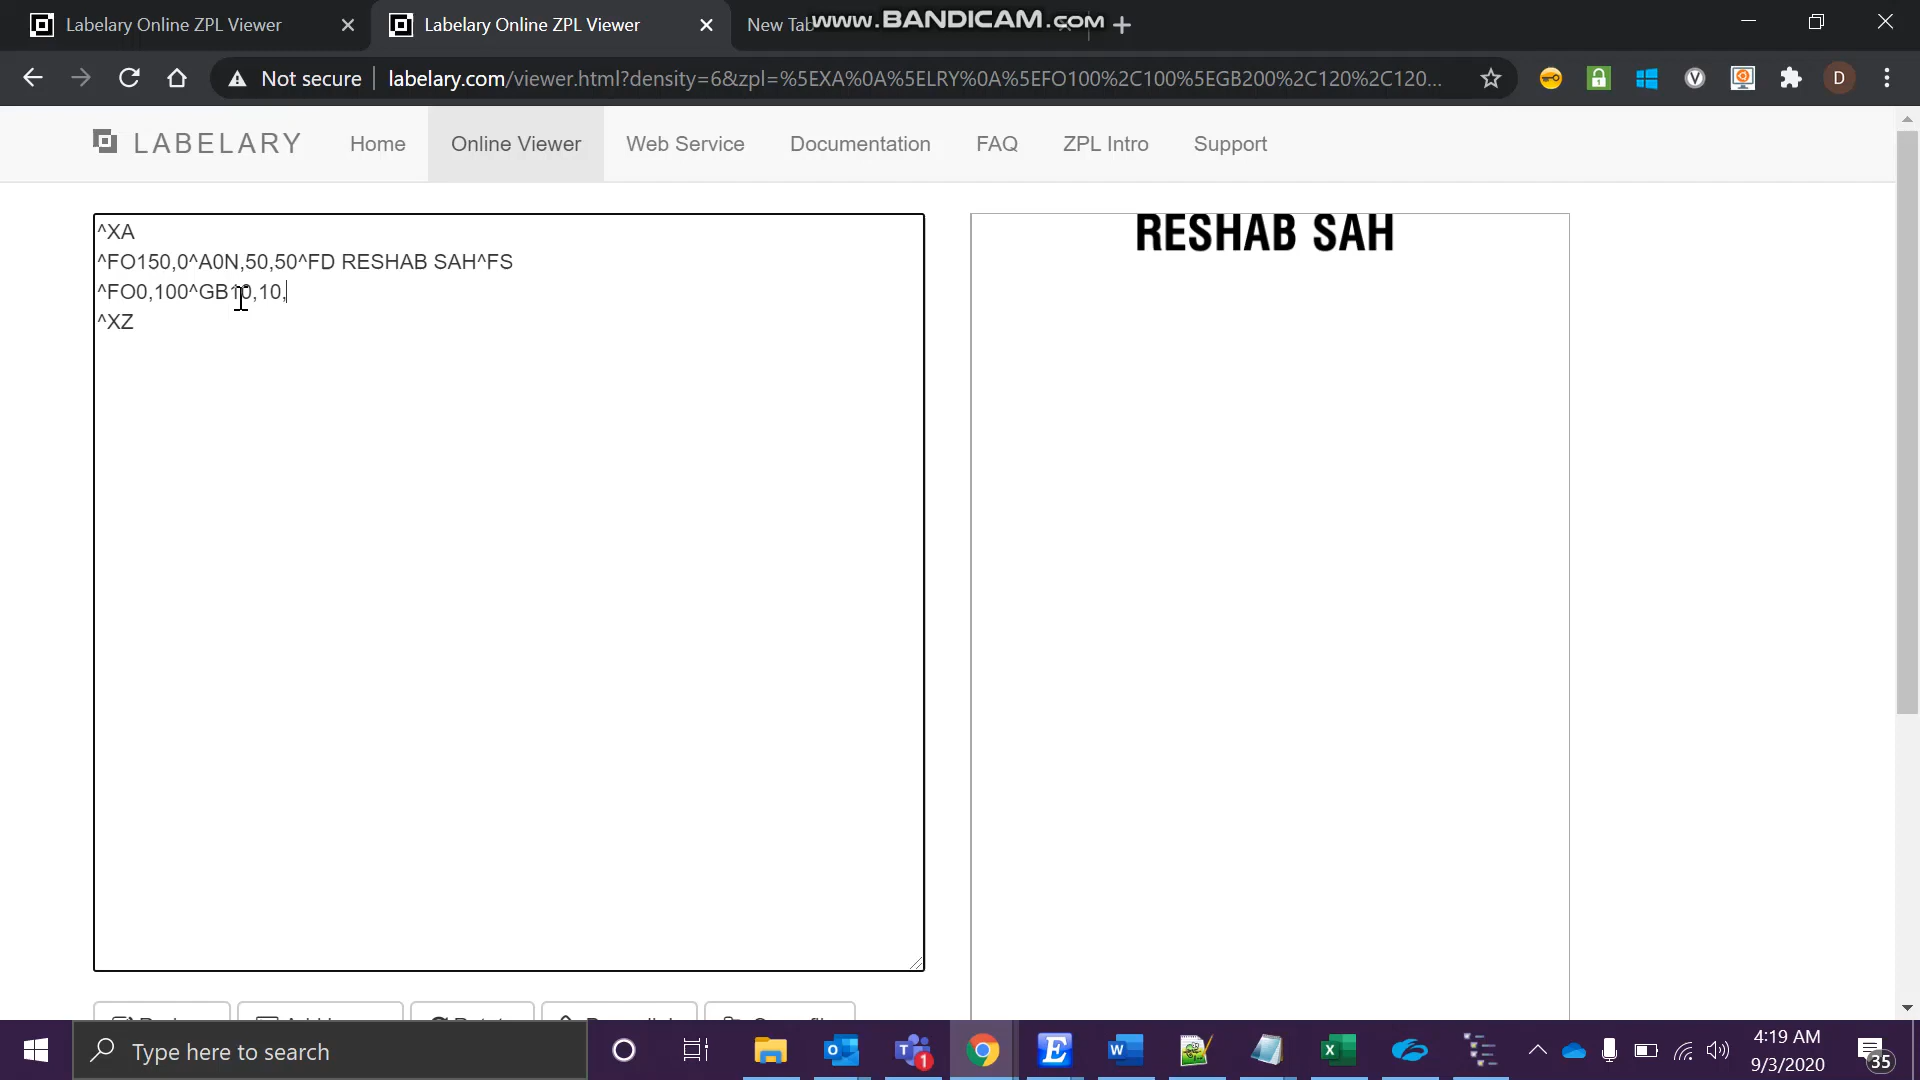 Labelary Online ZPL Viewer
Labelary Online ZPL Viewer
New Tab
www.BANDICAM.com
Not secure
labelary.com/viewer.html?density=6&zpl=%5EXA%0A%5ELRY%0A%5EFO100%2C100%5EGB200%2C120%2C120...
D
LABELARY
Home
Online Viewer
Web Service
Documentation
FAQ
ZPL Intro
Support
^XA
^FO150,0^A0N,50,50^FD RESHAB SAH^FS
^FO0,100^GB10,10,
^XZ
RESHAB SAH
Type here to search
1
4:19 AM
9/3/2020
35